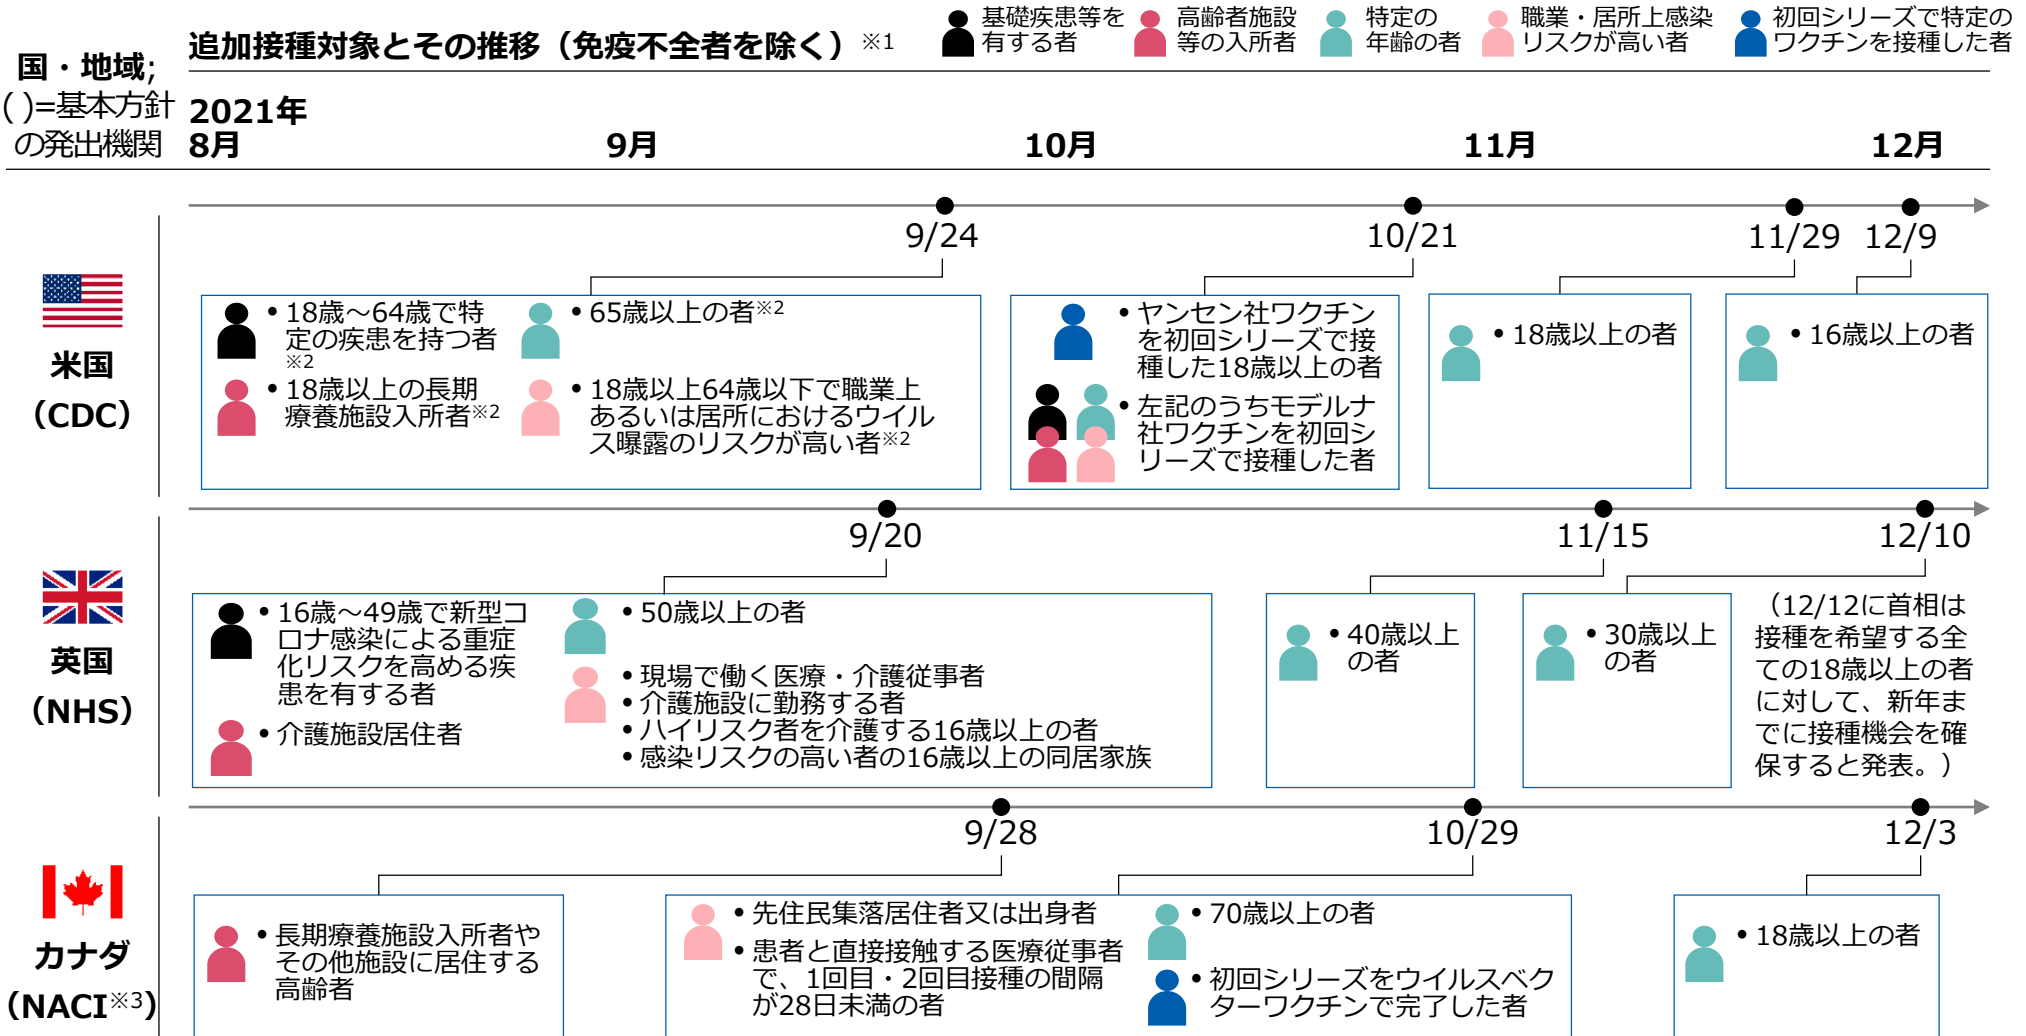 追加接種対象とその推移（免疫不全者を除く）※1
基礎疾患等を
有する者
高齢者施設
等の入所者
特定の
年齢の者
職業・居所上感染
リスクが高い者
初回シリーズで特定の
ワクチンを接種した者
国・地域;
( )=基本方針
の発出機関
2021年
8月
9月
10月
11月
12月
9/24
10/21
11/29
12/9
米国
（CDC）
• 18歳～64歳で特
定の疾患を持つ者
※2
• 18歳以上の長期
療養施設入所者※2
• 65歳以上の者※2
• 18歳以上64歳以下で職業上
あるいは居所におけるウイル
ス曝露のリスクが高い者※2
• ヤンセン社ワクチン
を初回シリーズで接
種した18歳以上の者
• 左記のうちモデルナ
社ワクチンを初回シ
リーズで接種した者
• 18歳以上の者
• 16歳以上の者
9/20
11/15
12/10
英国
（NHS）
• 16歳～49歳で新型コ
ロナ感染による重症
化リスクを高める疾
患を有する者
• 介護施設居住者
• 50歳以上の者
• 現場で働く医療・介護従事者
• 介護施設に勤務する者
• ハイリスク者を介護する16歳以上の者
• 感染リスクの高い者の16歳以上の同居家族
• 40歳以上
の者
• 30歳以上
の者
（12/12に首相は
接種を希望する全
ての18歳以上の者
に対して、新年ま
でに接種機会を確
保すると発表。）
9/28
10/29
12/3
カナダ
（NACI※3）
• 長期療養施設入所者や
その他施設に居住する
高齢者
• 先住民集落居住者又は出身者
• 患者と直接接触する医療従事者
で、1回目・2回目接種の間隔
が28日未満の者
• 70歳以上の者
• 初回シリーズをウイルスベク
ターワクチンで完了した者
• 18歳以上の者